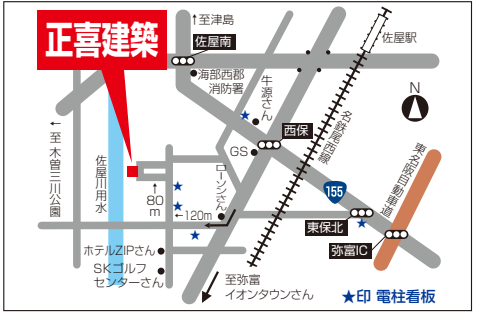 正喜建築
↑至津島
佐屋駅
佐屋南
海部西部
消防署
牛源さん
N
名鉄尾西線
西保
GS
←至木曽三川公園
佐屋川用水
ローソンさん
東名阪自動車道
155
↑80m
←120m
東保北
弥富IC
ホテルZIPさん
SKゴルフ
センターさん
至弥富
イオンタウンさん
★印 電柱看板